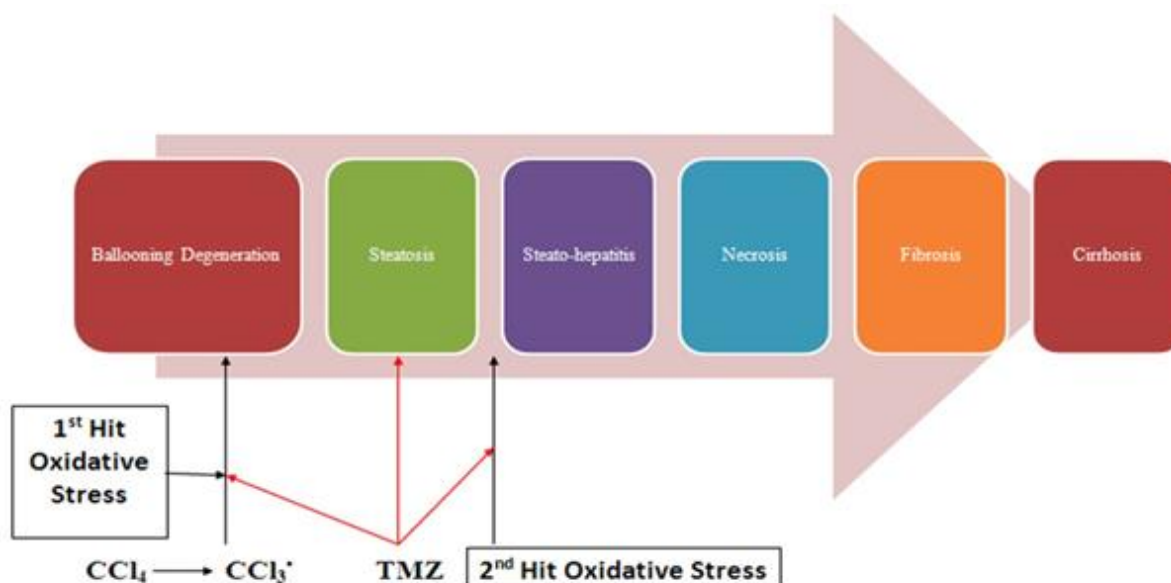 Ballooning Degeneration
Steatosis
Steato-hepatitis
Necrosis
Fibrosis
Cirrhosis
1st Hit
Oxidative
Stress
CCl₄ → CCl₃•
TMZ
2nd Hit Oxidative Stress